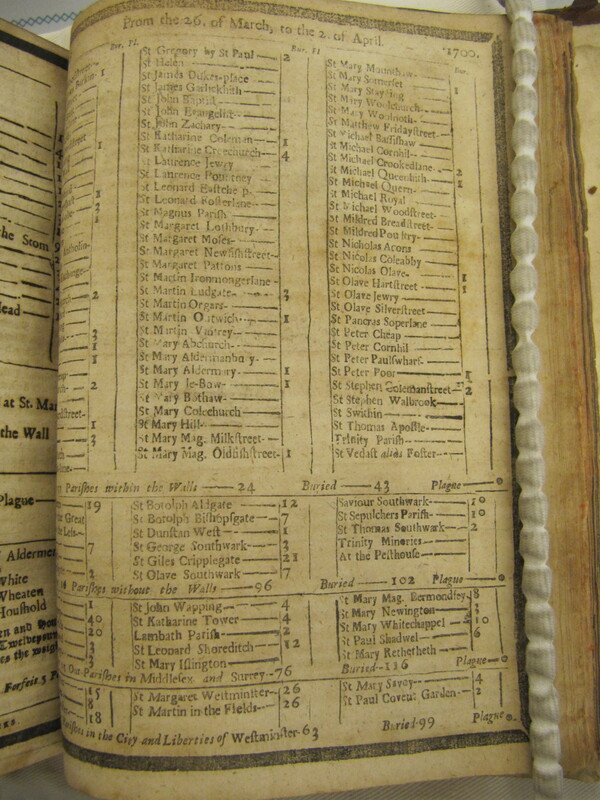 From the 26. of March, to the 2. of April. 1700.
Bur. Pl.
St Gregory by St Paul 2
St Helen
St James Dukes-place
St James Garlickhith
St John Baptist
St John Evangelist
St John Zachary
St Katharine Coleman 1
St Katharine Creechurch 4
St Laurence Jewry
St Laurence Pountney
St Leonard Eastcheap
St Leonard Fosterlane
St Magnus Parish
St Margaret Lothbury
St Margaret Moses
St Margaret Newfishstreet
St Margaret Pattons
St Martin Ironmongerlane
St Martin Ludgate
St Martin Orgars
St Martin Outwich 1
St Martin Vintrey
St Mary Abchurch
St Mary Aldermanbury
St Mary Aldermary 1
St Mary le-Bow 1
St Mary Bothaw
St Mary Colechurch
St Mary Hill
St Mary Mag. Milkstreet
St Mary Mag. Oldfishstreet 1
Bur. Pl.
St Mary Mounthaw
St Mary Somerset
St Mary Stayning
St Mary Woolchurch
St Mary Woolnoth
St Matthew Fridaystreet
St Michael Bassishaw
St Michael Cornhil
St Michael Crookedlane
St Michael Queenhith
St Michael Quern
St Michael Royal
St Michael Woodstreet
St Mildred Breadstreet
St Mildred Poultry
St Nicholas Acons
St Nicolas Coleabby
St Nicolas Olave
St Olave Hartstreet
St Olave Jewry
St Olave Silverstreet
St Pancras Soperlane
St Peter Cheap
St Peter Cornhil
St Peter Paulswharf
St Peter Poor 1
St Stephen Colemanstreet 2
St Stephen Walbrook
St Swithin
St Thomas Apostle
Trinity Parish
St Vedast alias Foster
Bur.
Parishes within the Walls 24 Buried 43 Plague 0
St Botolph Aldgate 12
St Botolph Bishopsgate 7
St Dunstan West 1
St George Southwark
St Giles Cripplegate 21
St Olave Southwark 7
Saviour Southwark 10
St Sepulchers Parish 10
St Thomas Southwark 2
Trinity Minories
At the Pesthouse
Parishes without the Walls 96 Buried 102 Plague 0
St John Wapping 4
St Katharine Tower 4
Lambath Parish 2
St Leonard Shoreditch 12
St Mary Islington
St Mary Mag. Bermondsey 8
St Mary Newington 3
St Mary Whitechappel 10
St Paul Shadwel 6
St Mary Retherheth
Out-Parishes in Middlesex and Surrey 76 Buried 116 Plague 0
St Margaret Westminster 26
St Martin in the Fields 26
St Mary Savoy 4
St Paul Covent Garden 2
Parishes in the City and Liberties of Westminster 63 Buried 99 Plague 0